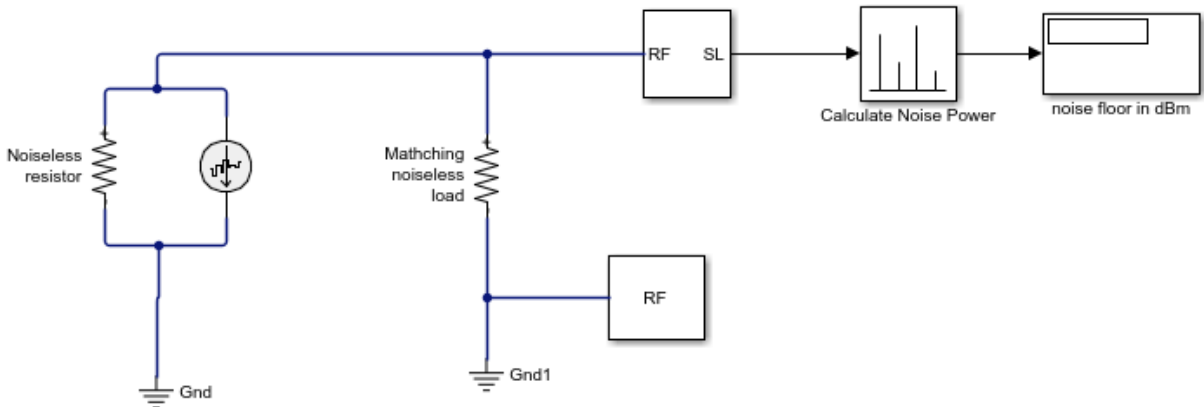 RF SL
Calculate Noise Power
noise floor in dBm
Noiseless
resistor
Mathching
noiseless
load
RF
Gnd
Gnd1